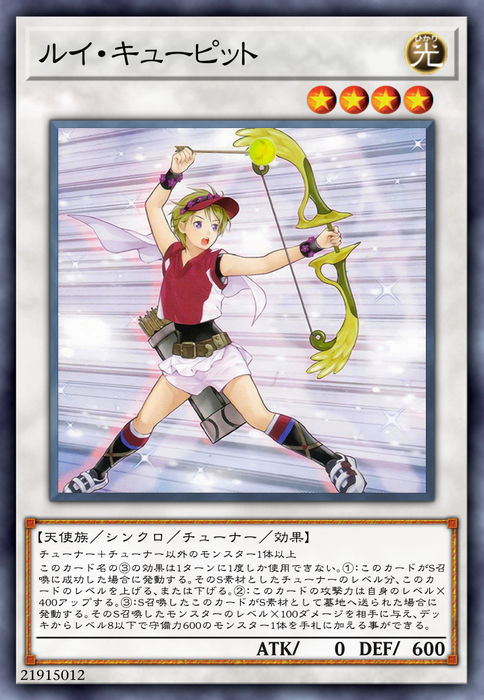 ルイ・キューピット
ひかり
光
【天使族／シンクロ／チューナー／効果】
チューナー＋チューナー以外のモンスター1体以上
このカード名の③の効果は1ターンに1度しか使用できない。①：このカードがS召
喚に成功した場合に発動する。そのS素材としたチューナーのレベル分、このカ
ードのレベルを上げる、または下げる。②：このカードの攻撃力は自身のレベル×
400アップする。③：S召喚したこのカードがS素材として墓地へ送られた場合に
発動する。S召喚したモンスターのレベル×100ダメージを相手に与え、デッ
キからレベル8以下で守備力600のモンスター1体を手札に加える事ができる。
ATK/ 0 DEF/ 600
21915012